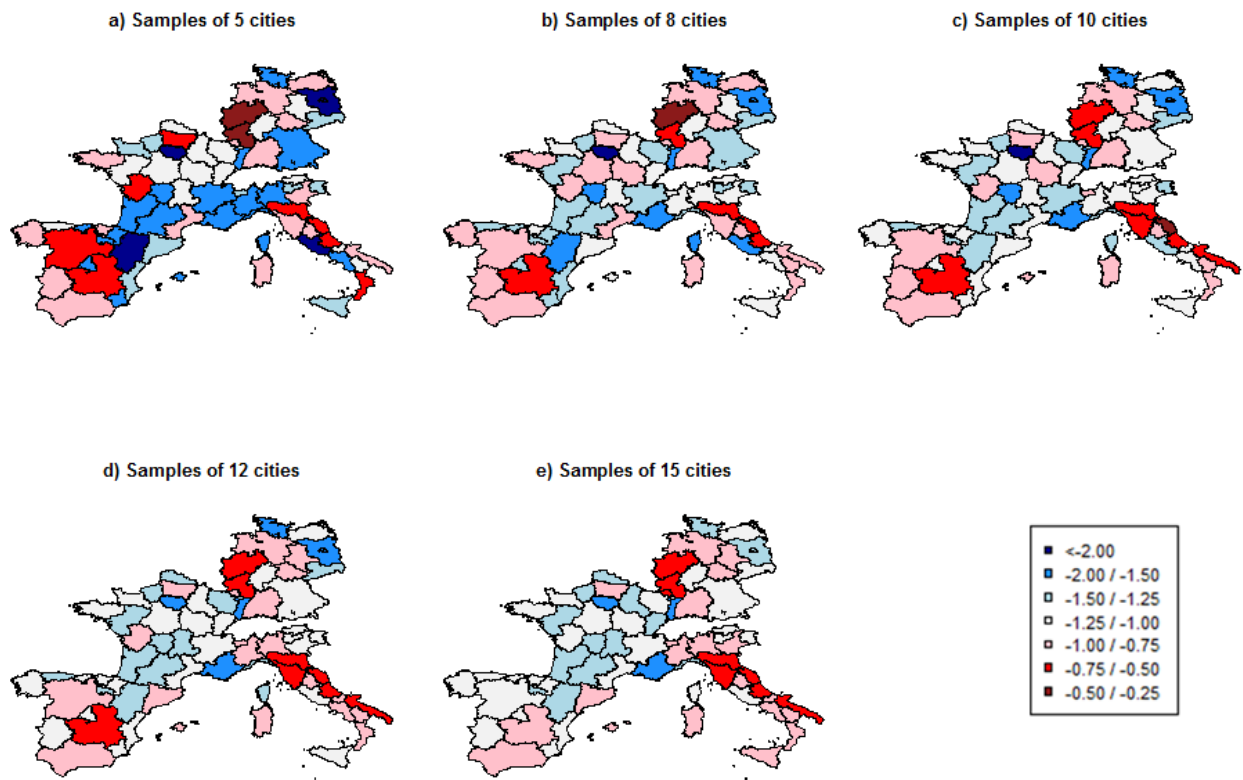 a) Samples of 5 cities
b) Samples of 8 cities
c) Samples of 10 cities
d) Samples of 12 cities
e) Samples of 15 cities
<-2.00
-2.00 / -1.50
-1.50 / -1.25
-1.25 / -1.00
-1.00 / -0.75
-0.75 / -0.50
-0.50 / -0.25